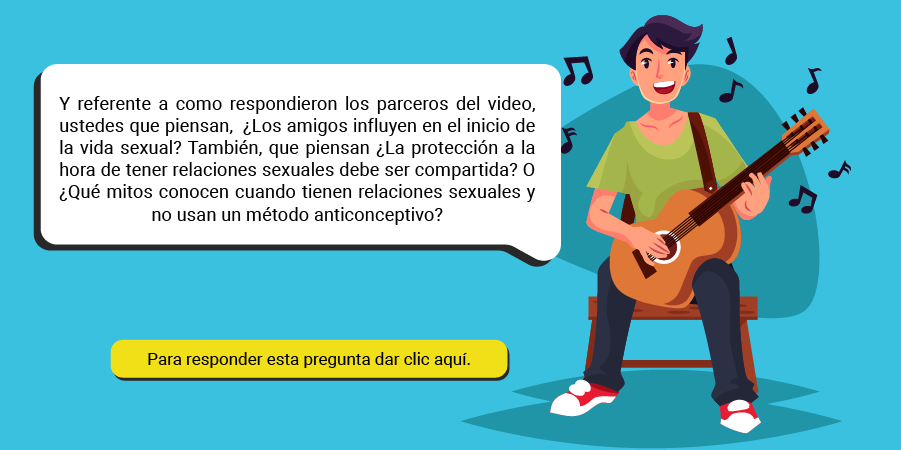 Y referente a como respondieron los parceros del video,
ustedes que piensan, ¿Los amigos influyen en el inicio de
la vida sexual? También, que piensan ¿La protección a la
hora de tener relaciones sexuales debe ser compartida? O
¿Qué mitos conocen cuando tienen relaciones sexuales y
no usan un método anticonceptivo?
Para responder esta pregunta dar clic aquí.